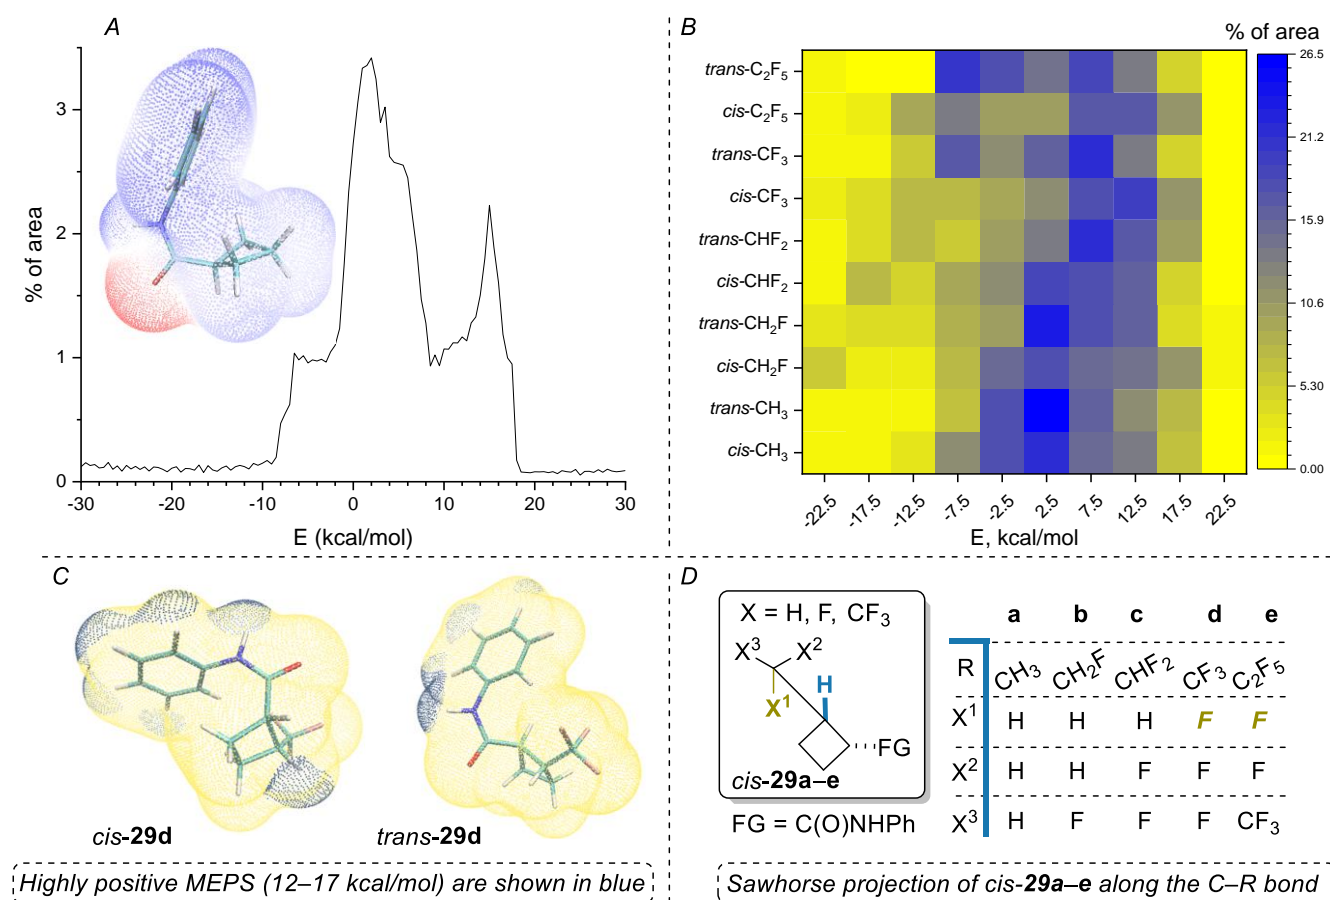 A
% of area
3
2
1
0
-30
-20
-10
0
10
20
30
E (kcal/mol)
B
% of area
trans-C2F5
cis-C2F5
trans-CF3
cis-CF3
trans-CHF2
cis-CHF2
trans-CH2F
cis-CH2F
trans-CH3
cis-CH3
-22.5
-17.5
-12.5
-7.5
-2.5
2.5
7.5
12.5
17.5
22.5
E, kcal/mol
26.5
21.2
15.9
10.6
5.30
0.00
C
cis-29d
trans-29d
Highly positive MEPS (12–17 kcal/mol) are shown in blue
D
X = H, F, CF3
X3 X2
H
X1
FG
cis-29a–e
FG = C(O)NHPh
a b c d e
R CH3 CH2F CHF2 CF3 C2F5
X1 H H H F F
X2 H H F F F
X3 H F F F CF3
Sawhorse projection of cis-29a–e along the C–R bond